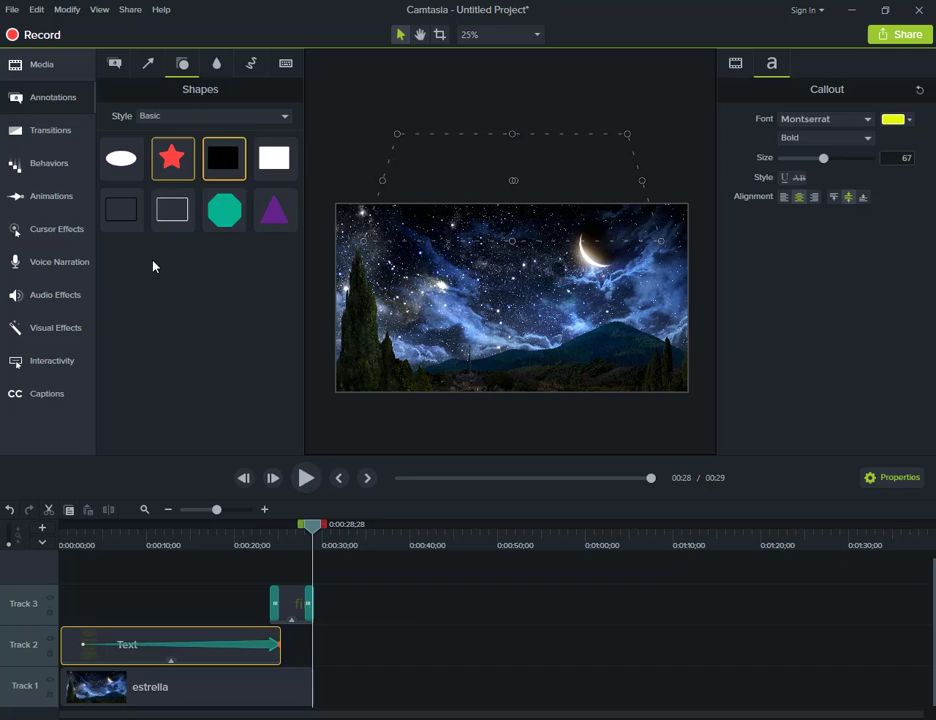 File Edit Modify View Share Help
Camtasia - Untitled Project*
Sign In
Record
25%
Share
Media
Annotations
Transitions
Behaviors
Animations
Cursor Effects
Voice Narration
Audio Effects
Visual Effects
Interactivity
CC Captions
Shapes
Style Basic
a
Callout
Font Montserrat
Bold
Size 67
Style U AB
Alignment
00:28 / 00:29
Properties
0:00:28;28
0:00:00;00 0:00:10;00 0:00:20;00 0:00:30;00 0:00:40;00 0:00:50;00 0:01:00;00 0:01:10;00 0:01:20;00 0:01:30;00
Track 3
Track 2 Text
Track 1 estrella